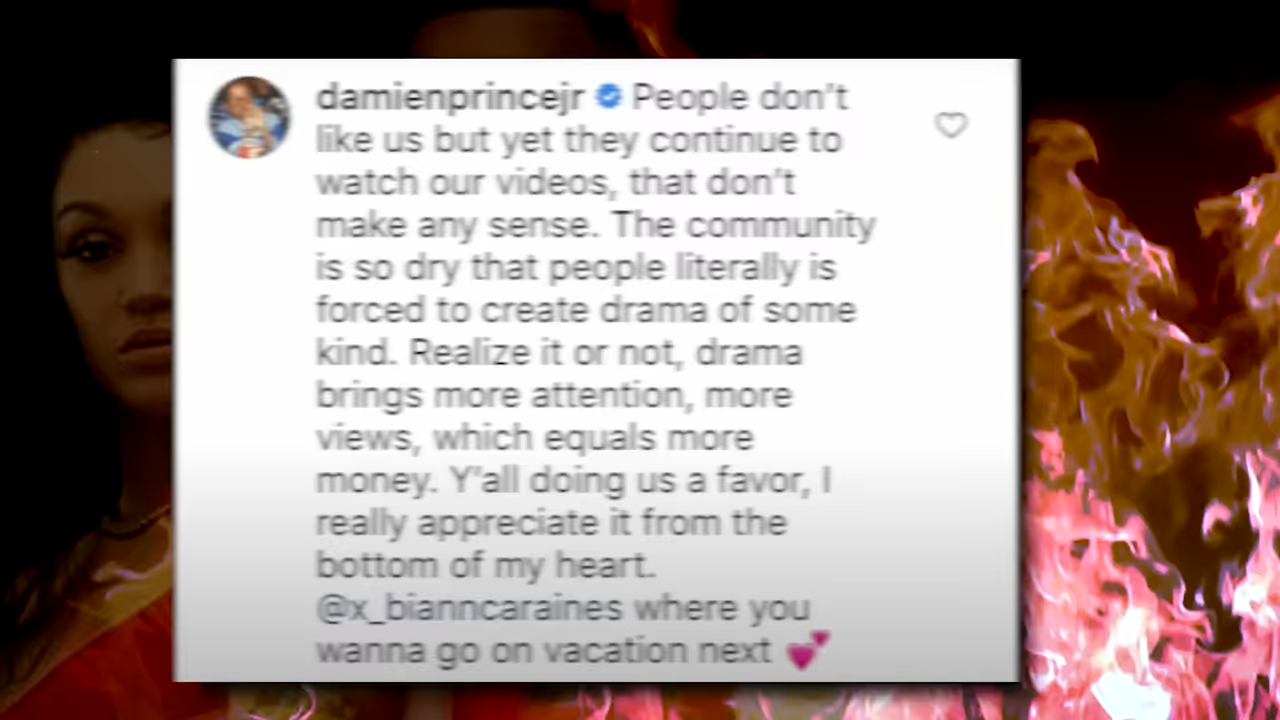 damienprincejr People don't
like us but yet they continue to
watch our videos, that don't
make any sense. The community
is so dry that people literally is
forced to create drama of some
kind. Realize it or not, drama
brings more attention, more
views, which equals more
money. Y'all doing us a favor, I
really appreciate it from the
bottom of my heart.
@x_bianncaraines where you
wanna go on vacation next 💕